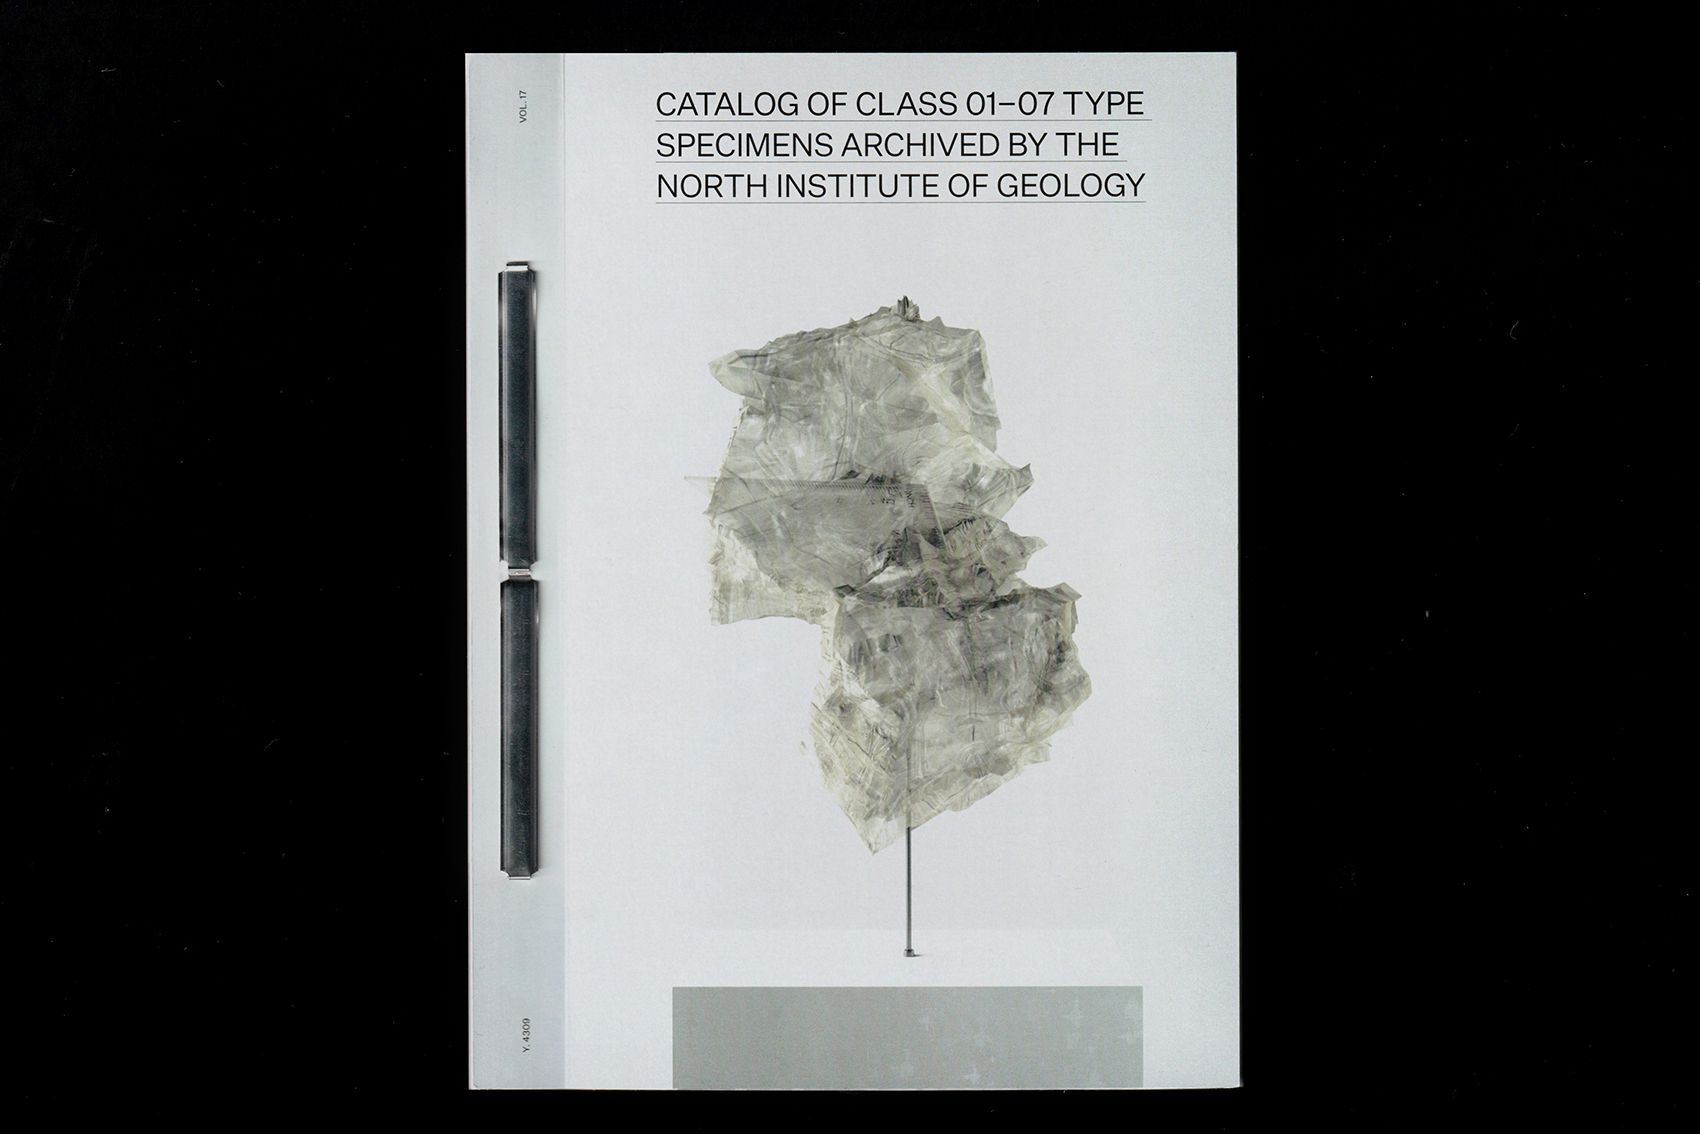 VOL. 17
CATALOG OF CLASS 01–07 TYPE
SPECIMENS ARCHIVED BY THE
NORTH INSTITUTE OF GEOLOGY
Y. 4309